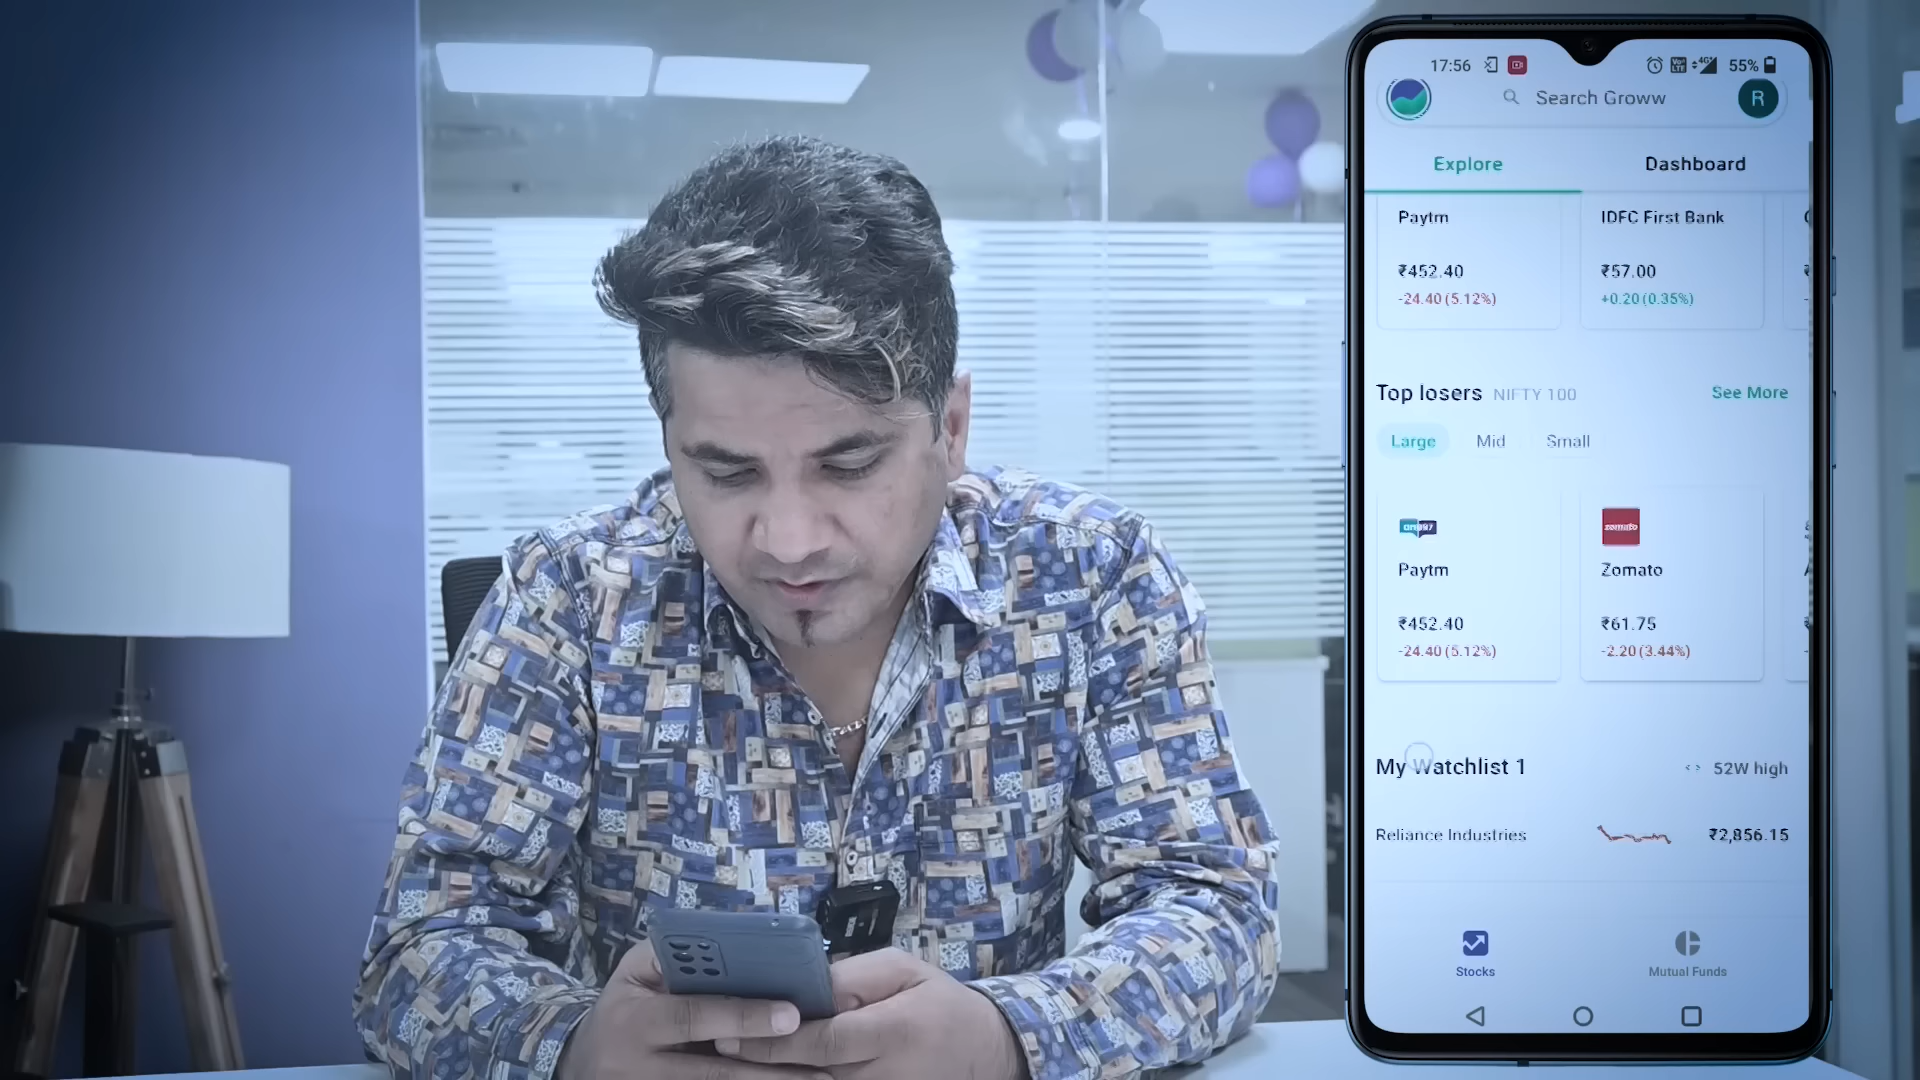 17:56 4G 55%
Search Groww R
Explore Dashboard
Paytm IDFC First Bank
₹452.40 ₹57.00
-24.40 (5.12%) +0.20 (0.35%)
Top losers NIFTY 100 See More
Large Mid Small
zomato
Paytm Zomato
₹452.40 ₹61.75
-24.40 (5.12%) -2.20 (3.44%)
My Watchlist 1 <> 52W high
Reliance Industries ₹2,856.15
Stocks Mutual Funds